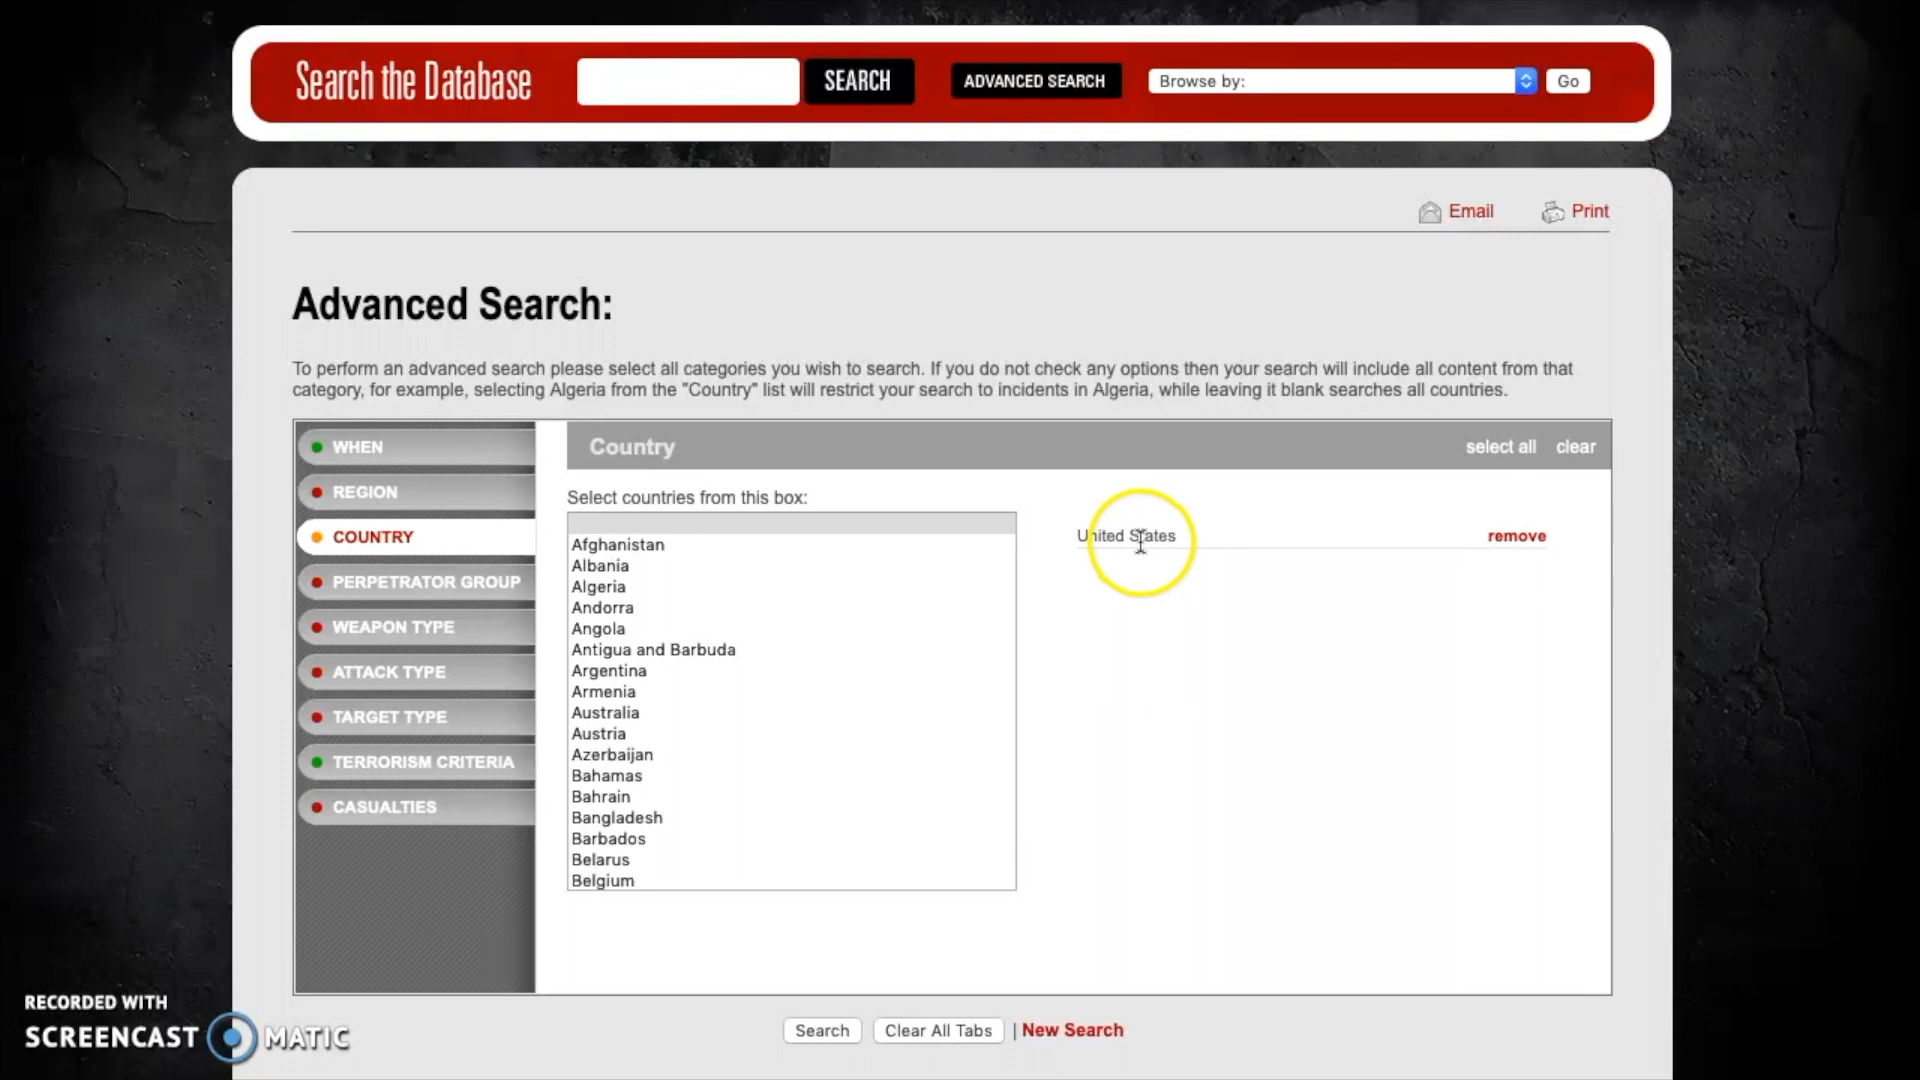 Search the Database
SEARCH
ADVANCED SEARCH
Browse by:
Go
Email
Print
Advanced Search:
To perform an advanced search please select all categories you wish to search. If you do not check any options then your search will include all content from that
category, for example, selecting Algeria from the "Country" list will restrict your search to incidents in Algeria, while leaving it blank searches all countries.
WHEN
REGION
COUNTRY
PERPETRATOR GROUP
WEAPON TYPE
ATTACK TYPE
TARGET TYPE
TERRORISM CRITERIA
CASUALTIES
Country
select all
clear
Select countries from this box:
Afghanistan
Albania
Algeria
Andorra
Angola
Antigua and Barbuda
Argentina
Armenia
Australia
Austria
Azerbaijan
Bahamas
Bahrain
Bangladesh
Barbados
Belarus
Belgium
United States
remove
Search
Clear All Tabs
| New Search
RECORDED WITH
SCREENCAST MATIC